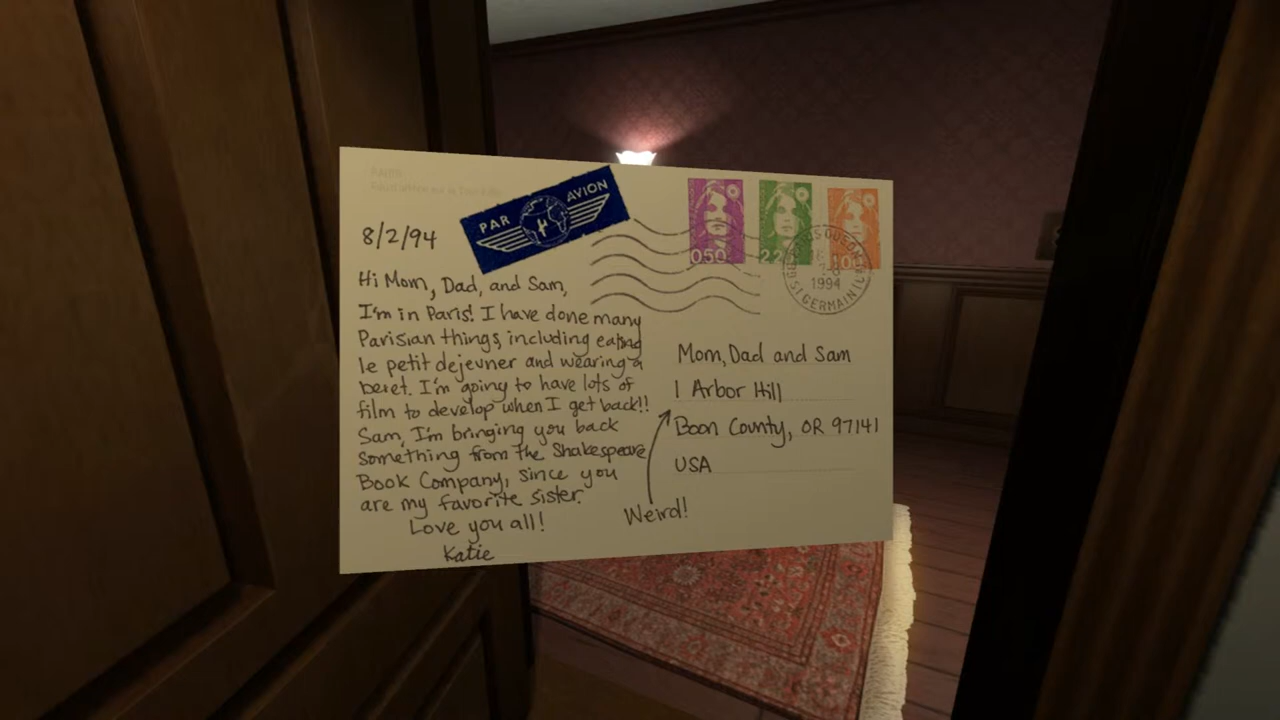 PARIS
PAR AVION
8/2/94
0,50
1994
ST GERMAIN
Hi Mom, Dad, and Sam,
I'm in Paris! I have done many
Parisian things, including eating
le petit dejeuner and wearing a
beret. I'm going to have lots of
film to develop when I get back!!
Sam, I'm bringing you back
something from the Shakespeare
Book Company, since you
are my favorite sister.
Love you all!
Katie
Mom, Dad and Sam
1 Arbor Hill
Boon County, OR 97141
USA
Weird!